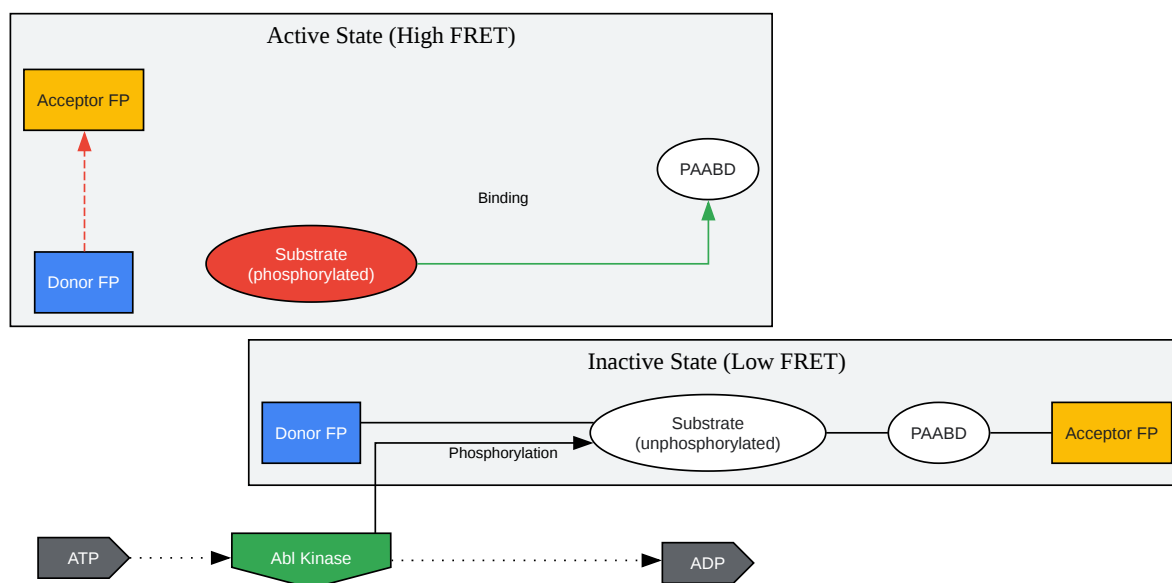 Active State (High FRET)
Acceptor FP
PAABD
Binding
Substrate
(phosphorylated)
Donor FP
Inactive State (Low FRET)
Donor FP
Substrate
(unphosphorylated)
PAABD
Acceptor FP
Phosphorylation
ATP
Abl Kinase
ADP